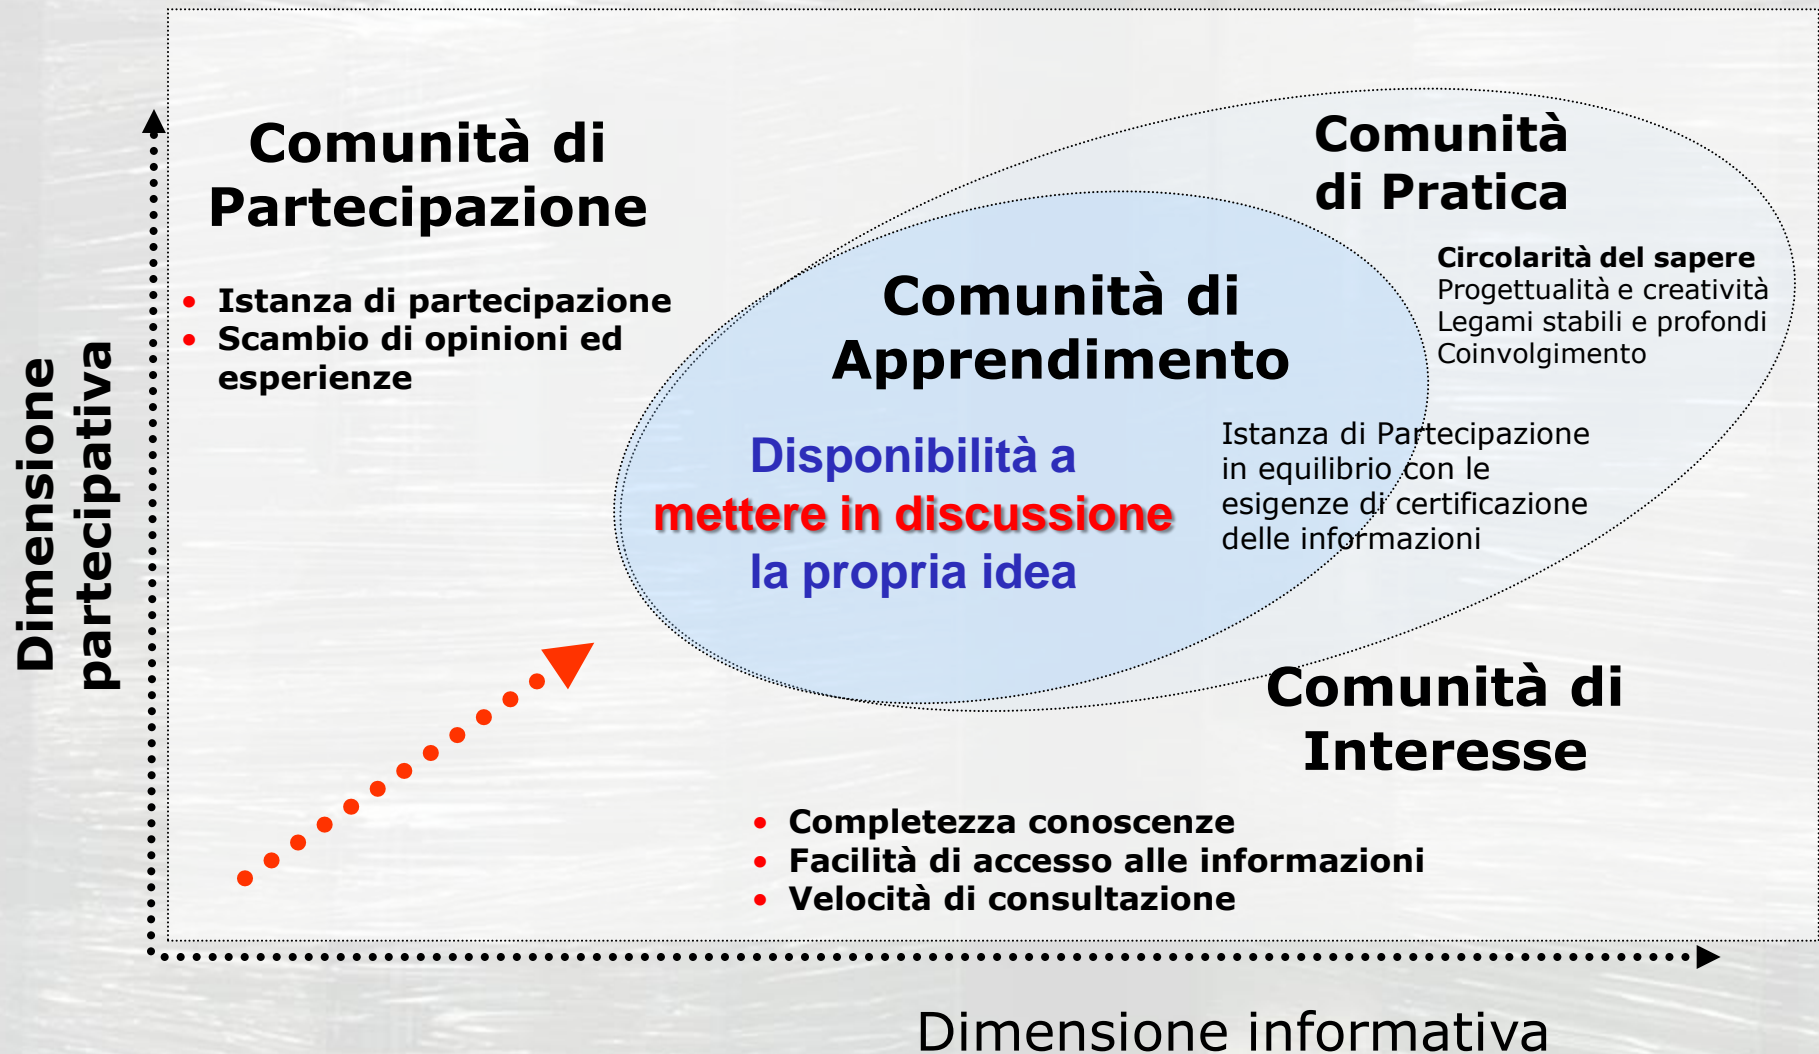 Dimensione
partecipativa
Comunità di
Partecipazione
• Istanza di partecipazione
• Scambio di opinioni ed
esperienze
Comunità
di Pratica
Circolarità del sapere
Progettualità e creatività
Legami stabili e profondi
Coinvolgimento
Comunità di
Apprendimento
Disponibilità a
mettere in discussione
la propria idea
Istanza di Partecipazione
in equilibrio con le
esigenze di certificazione
delle informazioni
Comunità di
Interesse
• Completezza conoscenze
• Facilità di accesso alle informazioni
• Velocità di consultazione
Dimensione informativa